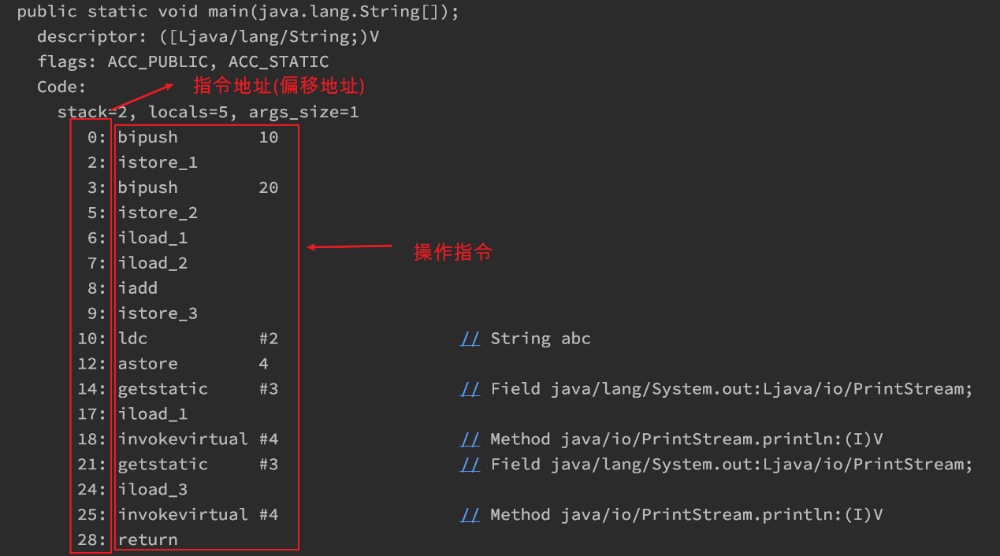 public static void main(java.lang.String[]);
descriptor: ([Ljava/lang/String;)V
flags: ACC_PUBLIC, ACC_STATIC
Code: 指令地址(偏移地址)
stack=2, locals=5, args_size=1
0: bipush 10
2: istore_1
3: bipush 20
5: istore_2
6: iload_1
操作指令
7: iload_2
8: iadd
9: istore_3
10: ldc #2 // String abc
12: astore 4
14: getstatic #3 // Field java/lang/System.out:Ljava/io/PrintStream;
17: iload_1
18: invokevirtual #4 // Method java/io/PrintStream.println:(I)V
21: getstatic #3 // Field java/lang/System.out:Ljava/io/PrintStream;
24: iload_3
25: invokevirtual #4 // Method java/io/PrintStream.println:(I)V
28: return